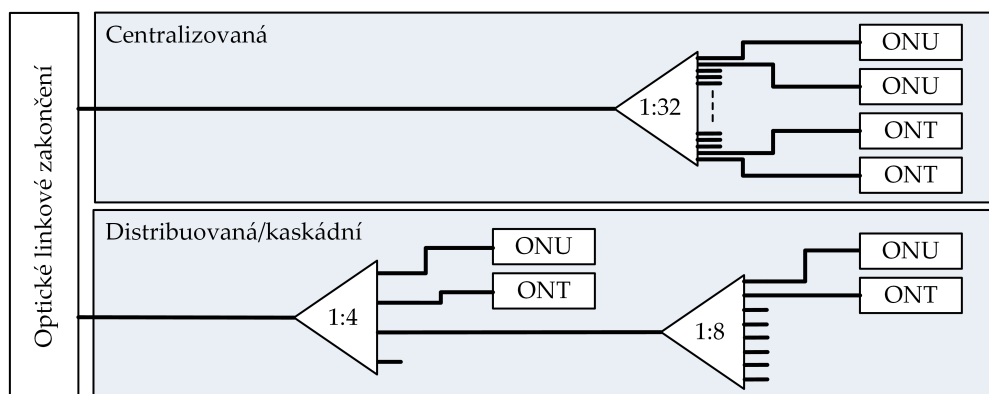 Optické linkové zakončení
Centralizovaná
1:32
ONU
ONU
ONT
ONT
Distribuovaná/kaskádní
1:4
ONU
ONT
1:8
ONU
ONT